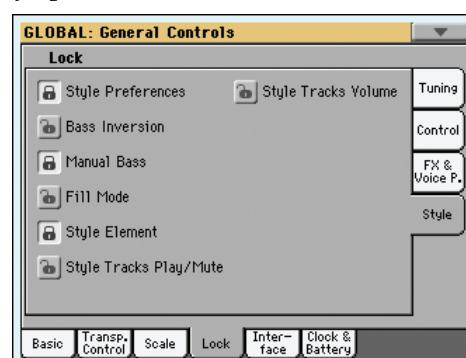 GLOBAL: General Controls
Lock
Style Preferences
Style Tracks Volume
Bass Inversion
Manual Bass
Fill Mode
Style Element
Style Tracks Play/Mute
Tuning
Control
FX &
Voice P.
Style
Basic
Transp.
Control
Scale
Lock
Inter-
face
Clock &
Battery